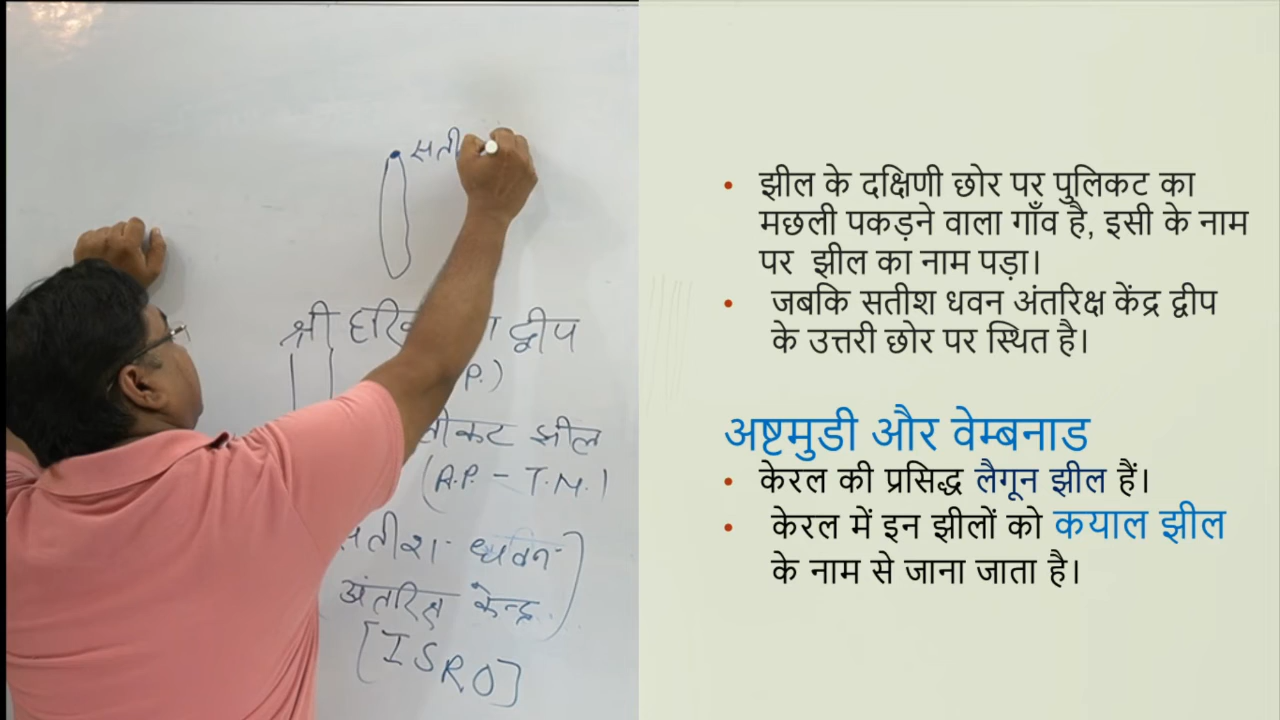 सती
श्री हरि द्वीप
P.)
कट झील
(A.P. - T.N.)
सतीश धवन
अंतरिक्ष केन्द्र
[ISRO]
• झील के दक्षिणी छोर पर पुलिकट का
मछली पकड़ने वाला गाँव है, इसी के नाम
पर झील का नाम पड़ा।
• जबकि सतीश धवन अंतरिक्ष केंद्र द्वीप
के उत्तरी छोर पर स्थित है।
अष्टमुडी और वेम्बनाड
• केरल की प्रसिद्ध लैगून झील हैं।
• केरल में इन झीलों को कयाल झील
के नाम से जाना जाता है।